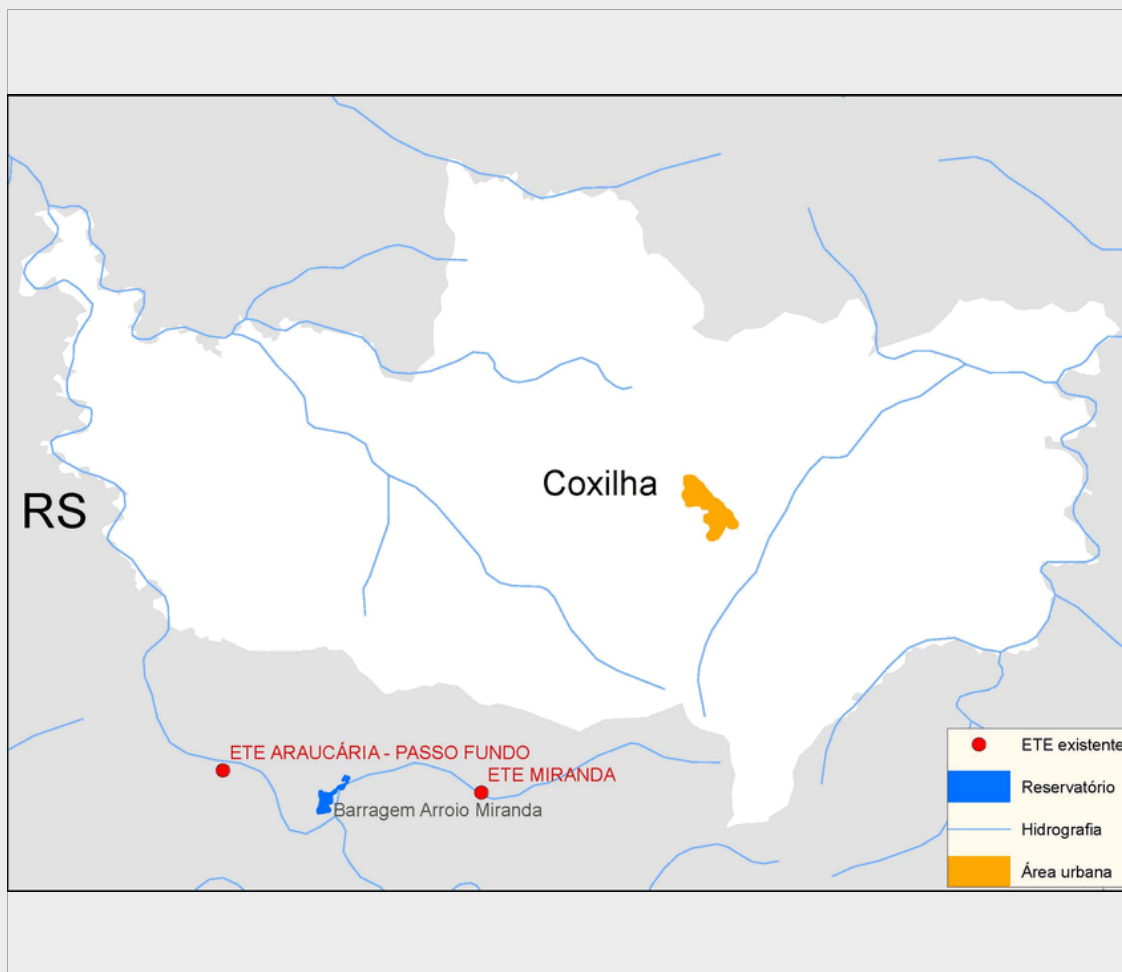 Coxilha
RS
ETE ARAUCÁRIA - PASSO FUNDO
ETE MIRANDA
Barragem Arroio Miranda
ETE existente
Reservatório
Hidrografia
Área urbana